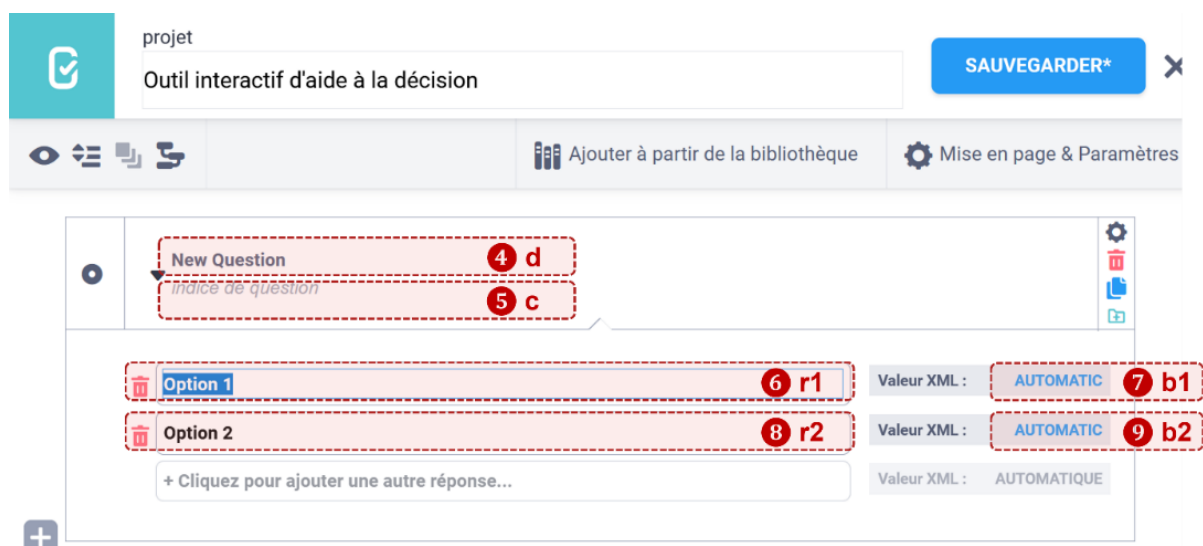 projet
Outil interactif d'aide à la décision
SAUVEGARDER*
Ajouter à partir de la bibliothèque
Mise en page & Paramètres
New Question
4 d
indice de question
5 c
Option 1
6 r1
Valeur XML :
AUTOMATIC
7 b1
Option 2
8 r2
Valeur XML :
AUTOMATIC
9 b2
+ Cliquez pour ajouter une autre réponse...
Valeur XML :
AUTOMATIQUE